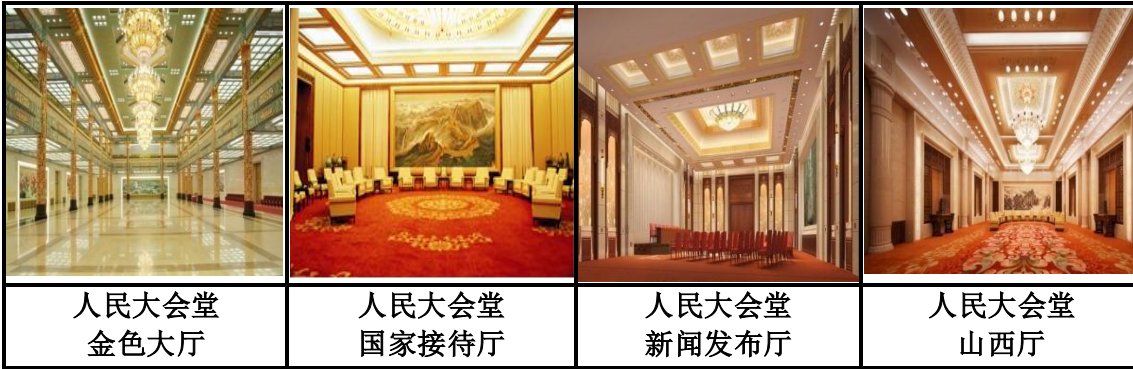 人民大会堂
金色大厅
人民大会堂
国家接待厅
人民大会堂
新闻发布厅
人民大会堂
山西厅